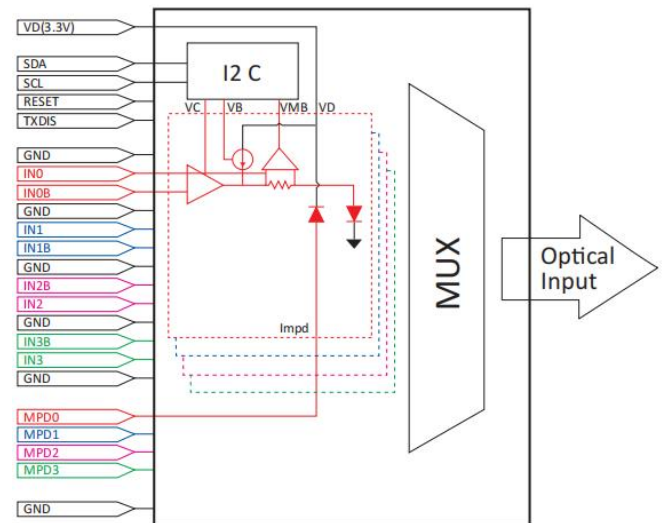 VD(3.3V)
SDA
SCL
RESET
TXDIS
GND
IN0
IN0B
GND
IN1
IN1B
GND
IN2B
IN2
GND
IN3B
IN3
GND
MPD0
MPD1
MPD2
MPD3
GND
I2 C
VC
VB
VMB
VD
Impd
MUX
Optical
Input